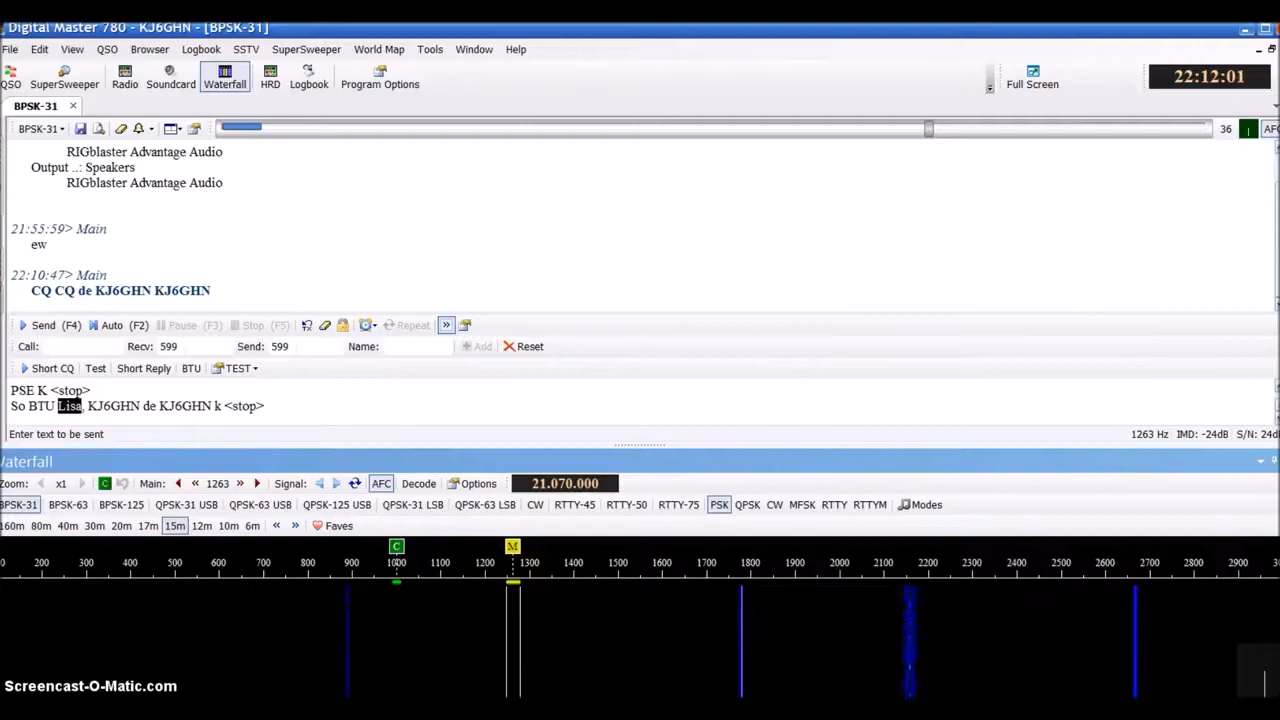 Digital Master 780 - KJ6GHN - [BPSK-31]
File Edit View QSO Browser Logbook SSTV SuperSweeper World Map Tools Window Help
QSO SuperSweeper Radio Soundcard Waterfall HRD Logbook Program Options Full Screen 22:12:01
BPSK-31
BPSK-31 36 AFC
RIGblaster Advantage Audio
Output ..: Speakers
RIGblaster Advantage Audio
21:55:59> Main
ew
22:10:47> Main
CQ CQ de KJ6GHN KJ6GHN
Send (F4) Auto (F2) Pause (F3) Stop (F5) Repeat »
Call: Recv: 599 Send: 599 Name: Add Reset
Short CQ Test Short Reply BTU TEST
PSE K <stop>
So BTU Lisa, KJ6GHN de KJ6GHN k <stop>
Enter text to be sent 1263 Hz IMD: -24dB S/N: 24d
Waterfall
Zoom: x1 C Main: « 1263 » Signal: AFC Decode Options 21.070.000
BPSK-31 BPSK-63 BPSK-125 QPSK-31 USB QPSK-63 USB QPSK-125 USB QPSK-31 LSB QPSK-63 LSB CW RTTY-45 RTTY-50 RTTY-75 PSK QPSK CW MFSK RTTY RTTYM Modes
160m 80m 40m 30m 20m 17m 15m 12m 10m 6m « » Faves
C M
200 300 400 500 600 700 800 900 1000 1100 1200 1300 1400 1500 1600 1700 1800 1900 2000 2100 2200 2300 2400 2500 2600 2700 2800 2900
Screencast-O-Matic.com